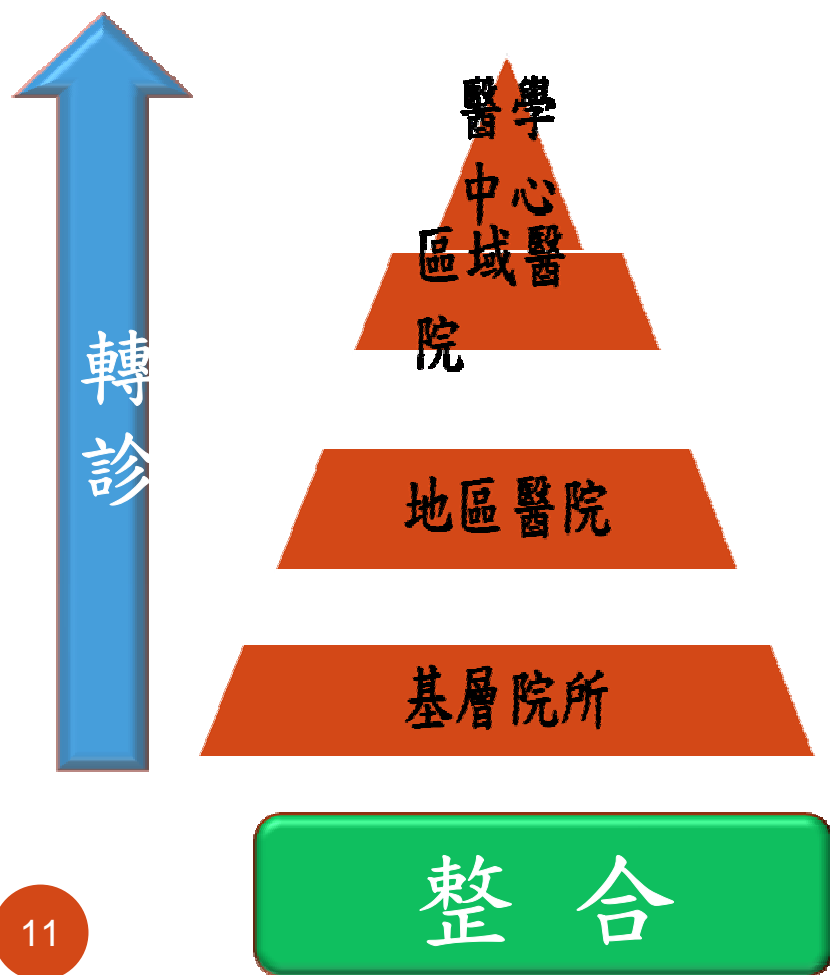 轉
診
醫學
中心
區域醫
院
地區醫院
基層院所
整 合
11